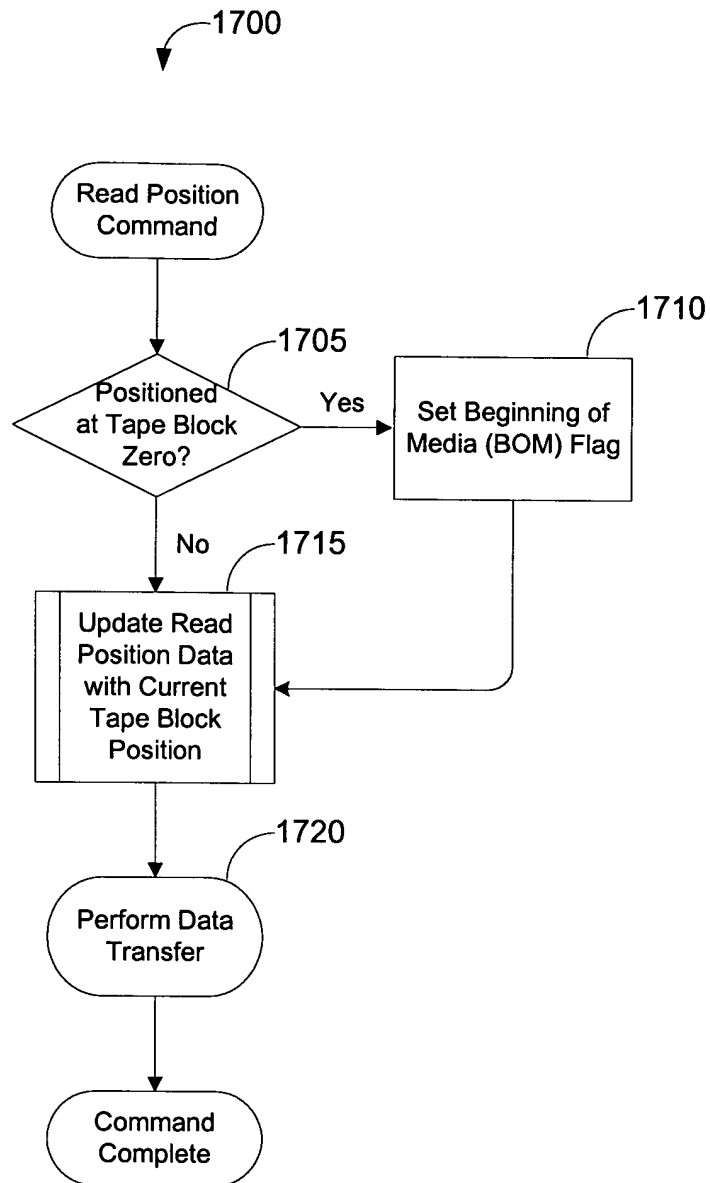 1700
Read Position
Command
1705
Positioned
at Tape Block
Zero?
Yes
1710
Set Beginning of
Media (BOM) Flag
No
1715
Update Read
Position Data
with Current
Tape Block
Position
1720
Perform Data
Transfer
Command
Complete